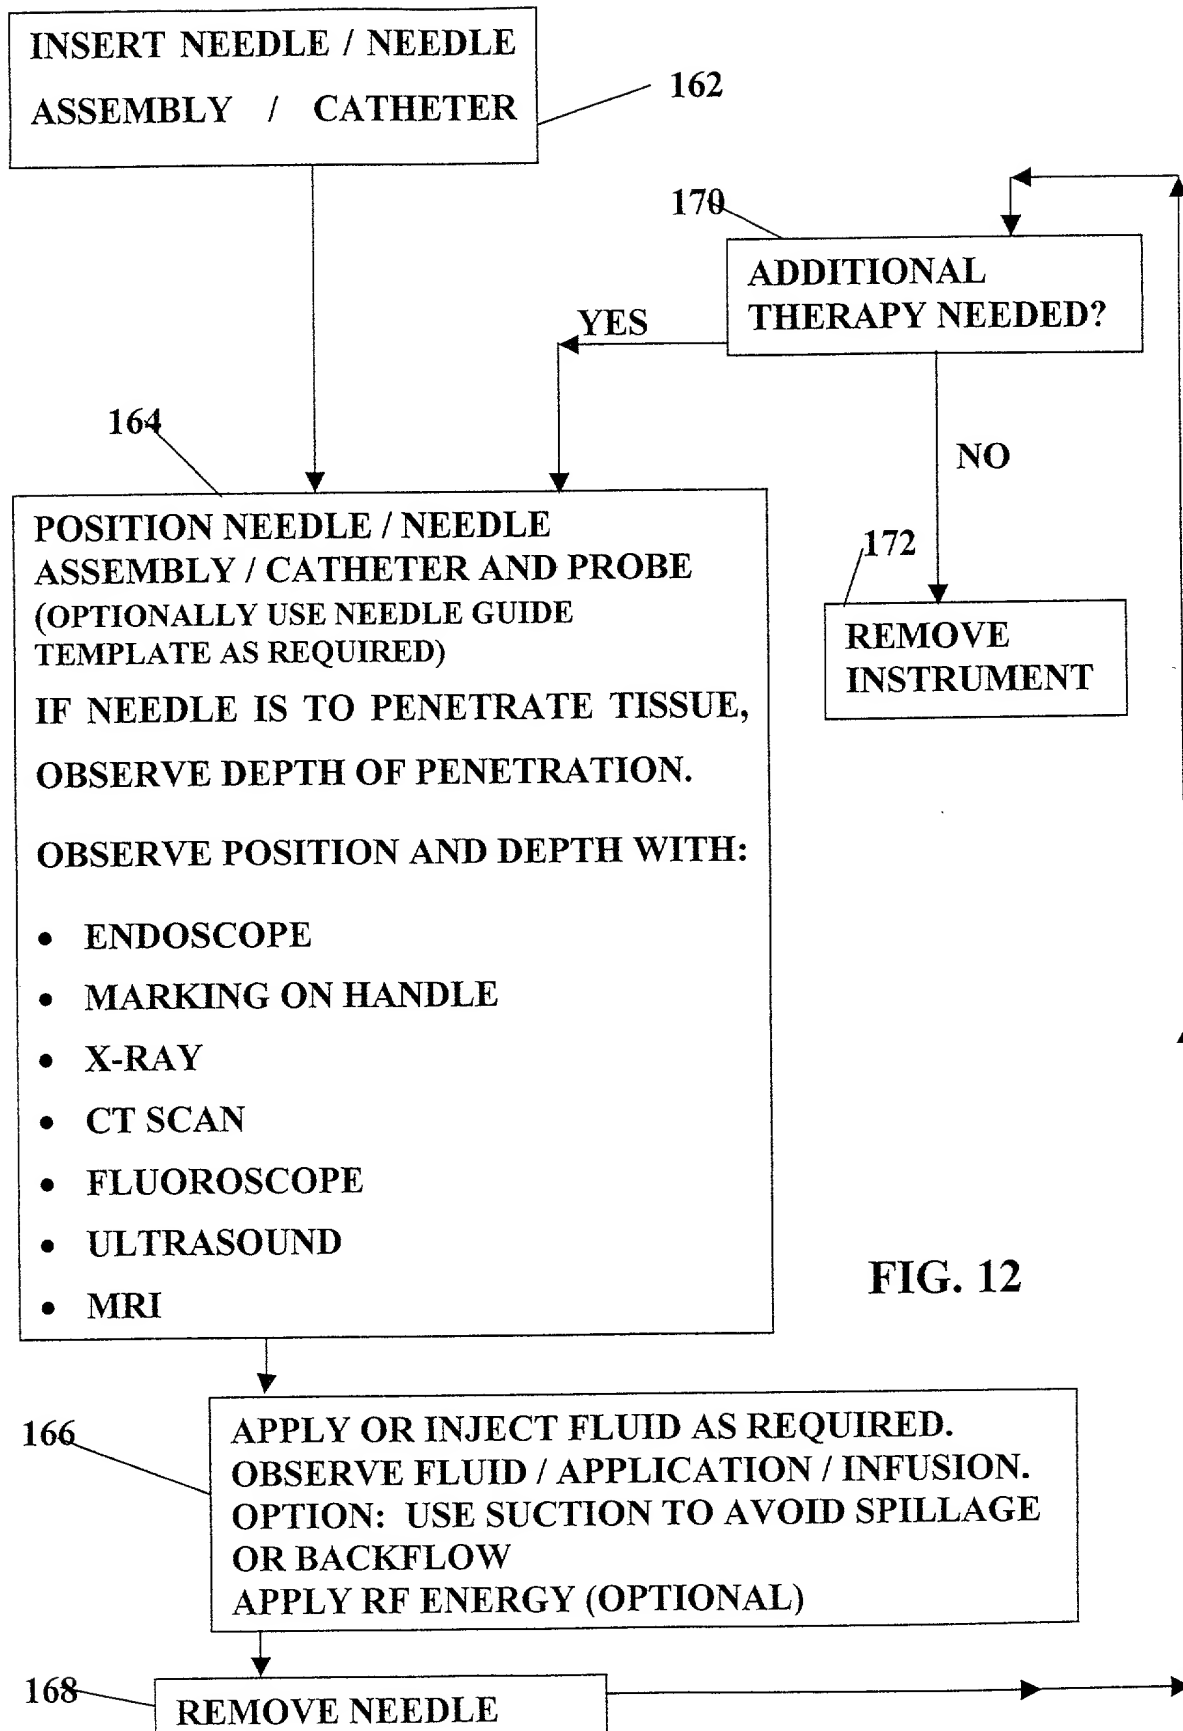 INSERT NEEDLE / NEEDLE
ASSEMBLY / CATHETER
162
170
ADDITIONAL
THERAPY NEEDED?
YES
NO
164
172
REMOVE
INSTRUMENT
POSITION NEEDLE / NEEDLE
ASSEMBLY / CATHETER AND PROBE
(OPTIONALLY USE NEEDLE GUIDE
TEMPLATE AS REQUIRED)
IF NEEDLE IS TO PENETRATE TISSUE,
OBSERVE DEPTH OF PENETRATION.
OBSERVE POSITION AND DEPTH WITH:
• ENDOSCOPE
• MARKING ON HANDLE
• X-RAY
• CT SCAN
• FLUOROSCOPE
• ULTRASOUND
• MRI
FIG. 12
166
APPLY OR INJECT FLUID AS REQUIRED.
OBSERVE FLUID / APPLICATION / INFUSION.
OPTION: USE SUCTION TO AVOID SPILLAGE
OR BACKFLOW
APPLY RF ENERGY (OPTIONAL)
168
REMOVE NEEDLE